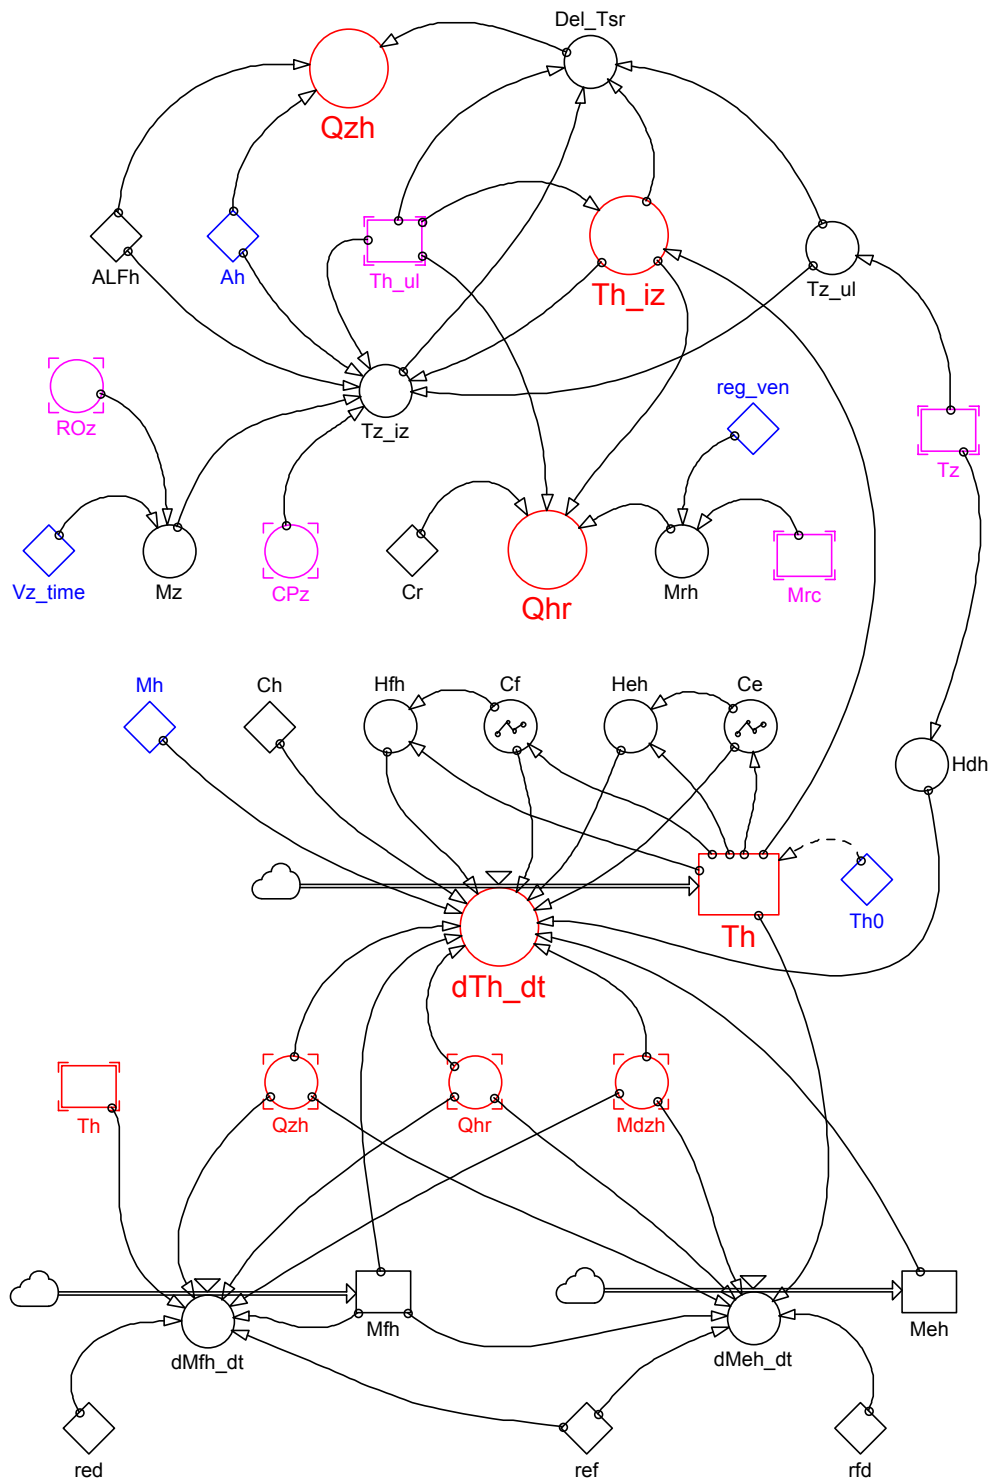 Del_Tsr
Qzh
ALFh
Ah
Th_ul
Th_iz
Tz_ul
ROz
Tz_iz
reg_ven
Tz
Vz_time
Mz
CPz
Cr
Qhr
Mrh
Mrc
Mh
Ch
Hfh
Cf
Heh
Ce
Hdh
Th
Th0
dTh_dt
Th
Qzh
Qhr
Mdzh
Mfh
Meh
dMfh_dt
dMeh_dt
red
ref
rfd